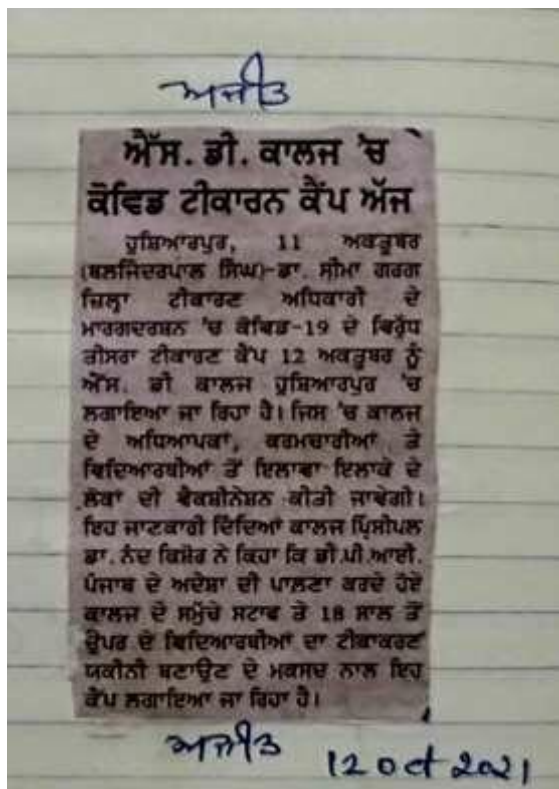 ਅਜੀਤ
ਐੱਸ. ਡੀ. ਕਾਲਜ 'ਚ
ਕੋਵਿਡ ਟੀਕਾਰਨ ਕੈਂਪ ਅੱਜ
ਹੁਸ਼ਿਆਰਪੁਰ, 11 ਅਕਤੂਬਰ
(ਬਲਜਿੰਦਰਪਾਲ ਸਿੰਘ)-ਡਾ. ਸੀਮਾ ਗਰਗ
ਜ਼ਿਲ੍ਹਾ ਟੀਕਾਰਣ ਅਧਿਕਾਰੀ ਦੇ
ਮਾਰਗਦਰਸ਼ਨ 'ਚ ਕੋਵਿਡ-19 ਦੇ ਵਿਰੁੱਧ
ਤੀਸਰਾ ਟੀਕਾਰਣ ਕੈਂਪ 12 ਅਕਤੂਬਰ ਨੂੰ
ਐੱਸ. ਡੀ ਕਾਲਜ ਹੁਸ਼ਿਆਰਪੁਰ 'ਚ
ਲਗਾਇਆ ਜਾ ਰਿਹਾ ਹੈ। ਜਿਸ 'ਚ ਕਾਲਜ
ਦੇ ਅਧਿਆਪਕਾਂ, ਕਰਮਚਾਰੀਆਂ ਤੇ
ਵਿਦਿਆਰਥੀਆਂ ਤੋਂ ਇਲਾਵਾ ਇਲਾਕੇ ਦੇ
ਲੋਕਾਂ ਦੀ ਵੈਕਸੀਨੇਸ਼ਨ ਕੀਤੀ ਜਾਵੇਗੀ।
ਇਹ ਜਾਣਕਾਰੀ ਦਿੰਦਿਆਂ ਕਾਲਜ ਪ੍ਰਿੰਸੀਪਲ
ਡਾ. ਨੰਦ ਕਿਸ਼ੋਰ ਨੇ ਕਿਹਾ ਕਿ ਡੀ.ਪੀ.ਆਈ.
ਪੰਜਾਬ ਦੇ ਅਦੇਸ਼ਾਂ ਦੀ ਪਾਲਣਾ ਕਰਦੇ ਹੋਏ
ਕਾਲਜ ਦੇ ਸਮੁੱਚੇ ਸਟਾਫ ਤੇ 18 ਸਾਲ ਤੋਂ
ਉਪਰ ਦੇ ਵਿਦਿਆਰਥੀਆਂ ਦਾ ਟੀਕਾਕਰਣ
ਯਕੀਨੀ ਬਣਾਉਣ ਦੇ ਮਕਸਦ ਨਾਲ ਇਹ
ਕੈਂਪ ਲਗਾਇਆ ਜਾ ਰਿਹਾ ਹੈ।
ਅਜੀਤ
12 Oct 2021